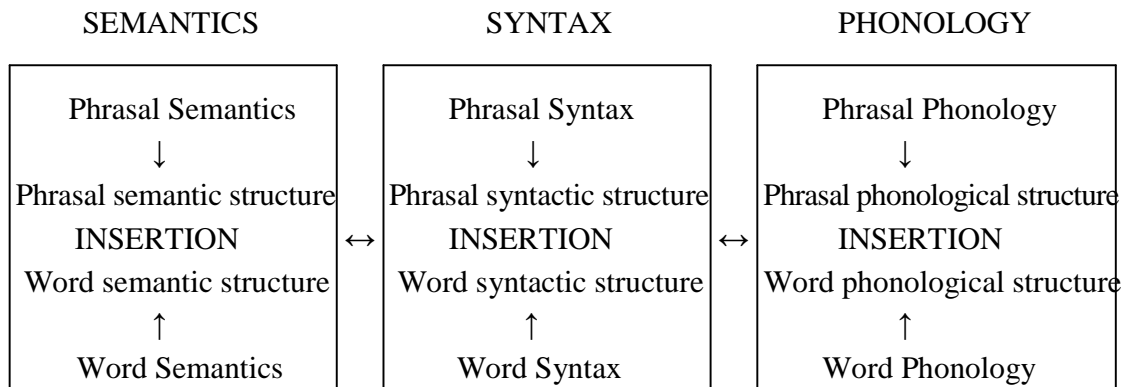 SEMANTICS SYNTAX PHONOLOGY
Phrasal Semantics Phrasal Syntax Phrasal Phonology
↓ ↓ ↓
Phrasal semantic structure Phrasal syntactic structure Phrasal phonological structure
INSERTION ↔ INSERTION ↔ INSERTION
Word semantic structure Word syntactic structure Word phonological structure
↑ ↑ ↑
Word Semantics Word Syntax Word Phonology